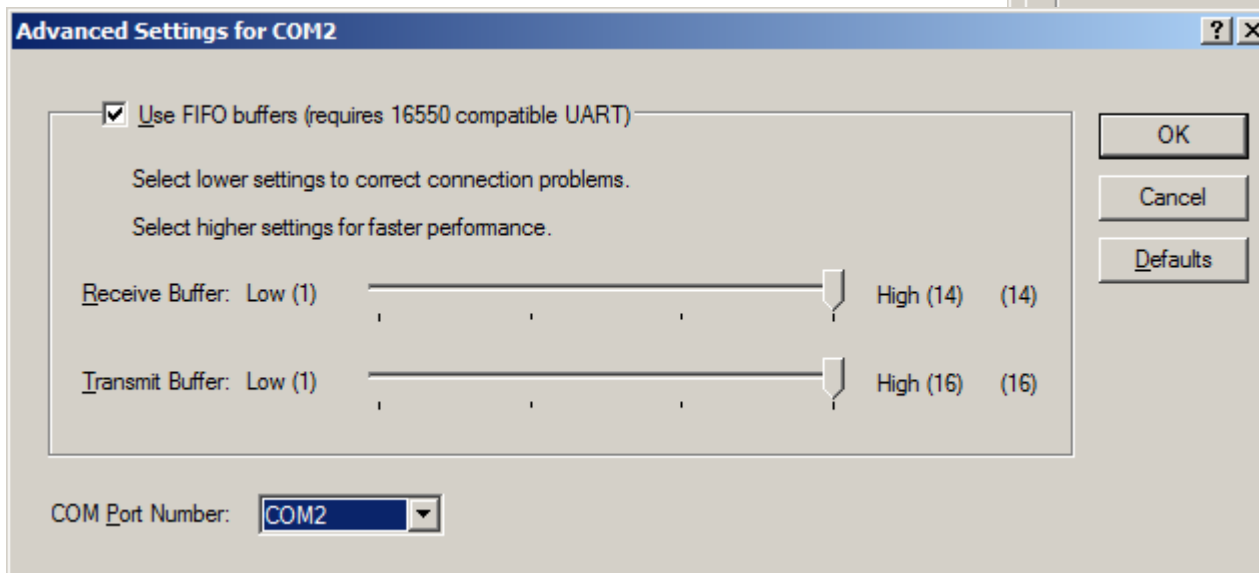 Advanced Settings for COM2
Use FIFO buffers (requires 16550 compatible UART)
Select lower settings to correct connection problems.
Select higher settings for faster performance.
Receive Buffer: Low (1) High (14) (14)
Transmit Buffer: Low (1) High (16) (16)
COM Port Number: COM2
OK
Cancel
Defaults